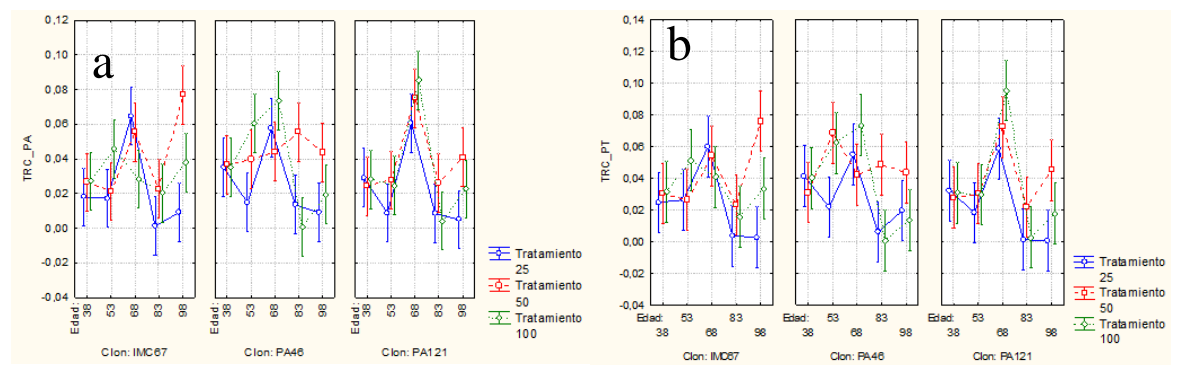 a
TRC_PA
0,12
0,10
0,08
0,06
0,04
0,02
0,00
-0,02
-0,04
Edad: 38 53 68 83 98
38 53 68 83 98
38 53 68 83 98
Clon: IMC67
Clon: PA46
Clon: PA121
Tratamiento
25
Tratamiento
50
Tratamiento
100
b
TRC_PT
0,14
0,12
0,10
0,08
0,06
0,04
0,02
0,00
-0,02
-0,04
Edad: 53 83
38 68 98
53 83
38 68 98
53 83
38 68 98
Clon: IMC67
Clon: PA46
Clon: PA121
Tratamiento
25
Tratamiento
50
Tratamiento
100